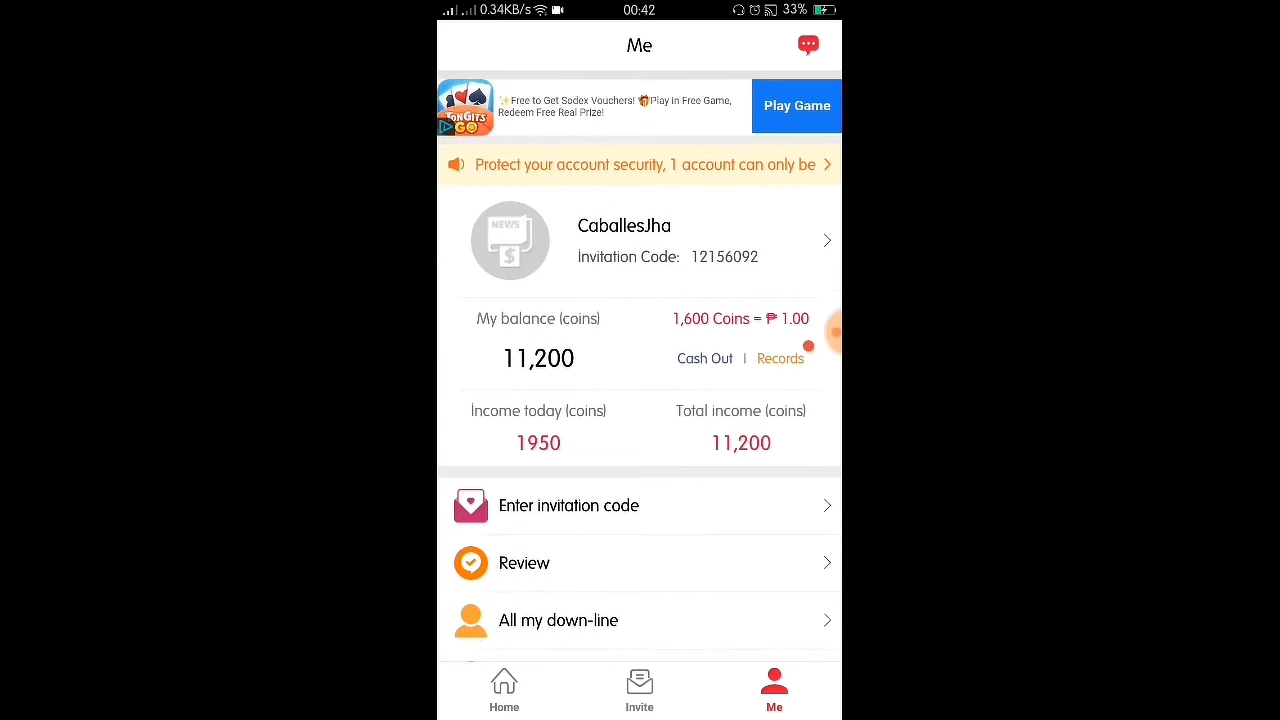 0.34KB/s 00:42 33%
Me
TONGITS
GO
✨Free to Get Sodex Vouchers! 🎁Play in Free Game,
Redeem Free Real Prize!
Play Game
Protect your account security, 1 account can only be
NEWS
$
CaballesJha
Invitation Code: 12156092
My balance (coins)
1,600 Coins = ₱ 1.00
11,200
Cash Out | Records
Income today (coins)
Total income (coins)
1950
11,200
Enter invitation code
Review
All my down-line
Home
Invite
Me